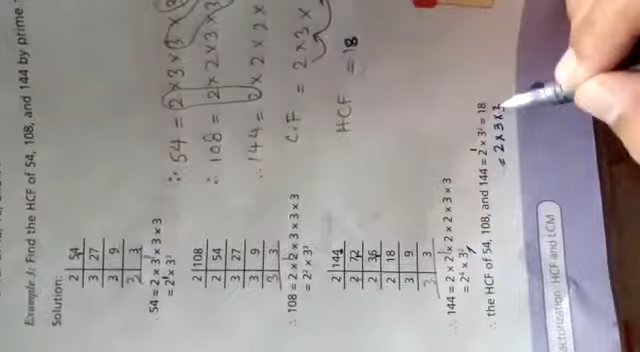 Example 3: Find the HCF of 54, 108, and 144 by prime
Solution:
2 | 54
3 | 27
3 | 9
3 | 3
∴ 54 = 2 × 3 × 3 × 3
= 2¹ × 3³
2 | 108
2 | 54
3 | 27
3 | 9
3 | 3
∴ 108 = 2 × 2 × 3 × 3 × 3
= 2² × 3³
2 | 144
2 | 72
2 | 36
2 | 18
3 | 9
3 | 3
∴ 144 = 2 × 2 × 2 × 2 × 3 × 3
= 2⁴ × 3²
∴ the HCF of 54, 108, and 144 = 2¹ × 3² = 18
= 2 × 3 × 3
∴ 54 = 2 × 3 × 3 × 3
∴ 108 = 2 × 2 × 3 × 3
∴ 144 = 2 × 2 × 2 ×
C.F = 2 × 3 ×
HCF = 18
actorization, HCF and LCM